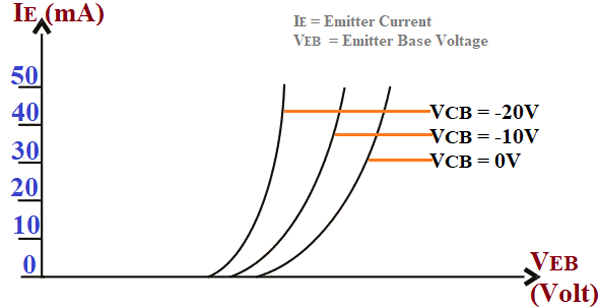 IE (mA)
IE = Emitter Current
VEB = Emitter Base Voltage
50
40
30
20
10
0
VCB = -20V
VCB = -10V
VCB = 0V
VEB
(Volt)